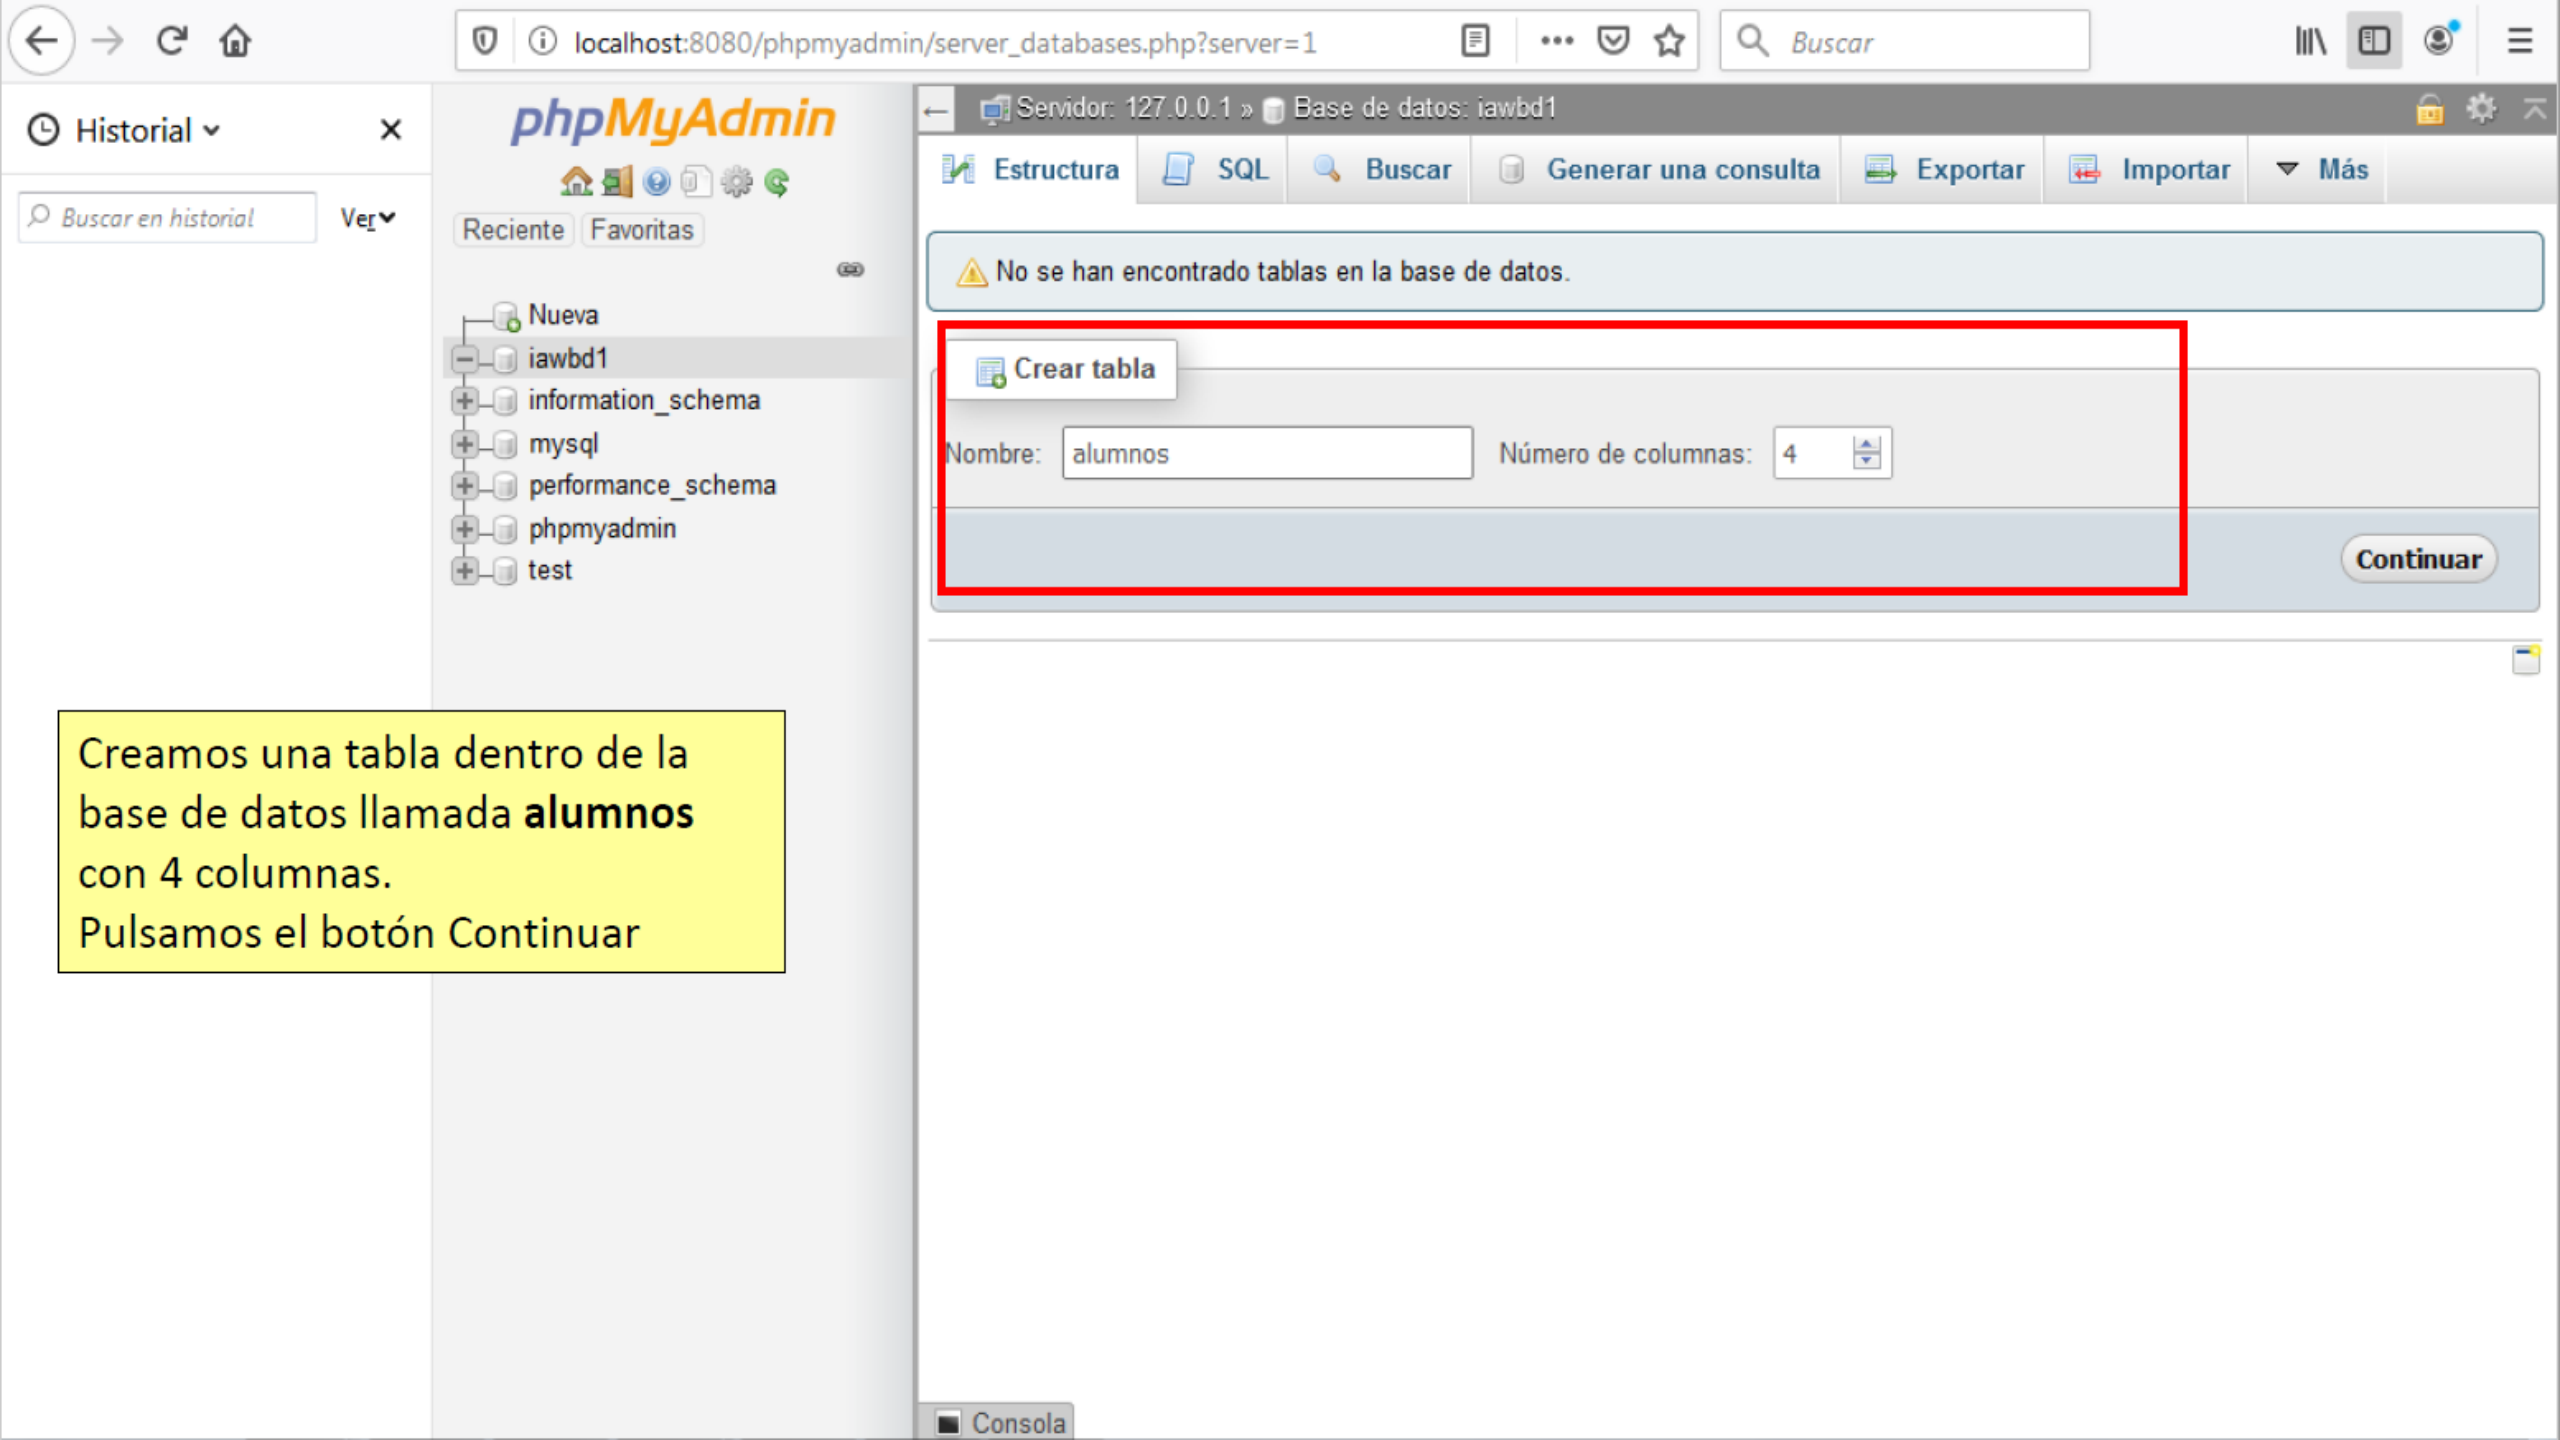 localhost:8080/phpmyadmin/server_databases.php?server=1
Buscar
Historial
Buscar en historial
Ver
phpMyAdmin
Reciente
Favoritas
Nueva
iawbd1
information_schema
mysql
performance_schema
phpmyadmin
test
Servidor: 127.0.0.1 » Base de datos: iawbd1
Estructura
SQL
Buscar
Generar una consulta
Exportar
Importar
Más
No se han encontrado tablas en la base de datos.
Crear tabla
Nombre: alumnos
Número de columnas: 4
Continuar
Creamos una tabla dentro de la
base de datos llamada alumnos
con 4 columnas.
Pulsamos el botón Continuar
Consola